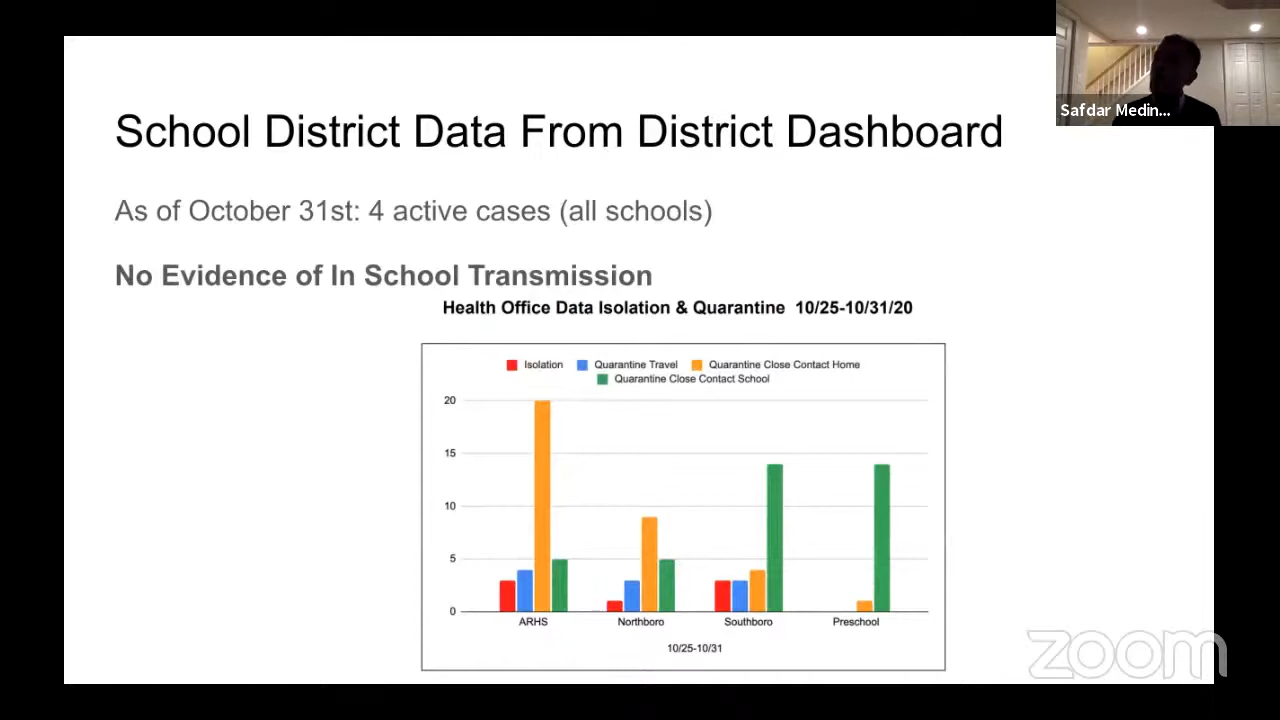 Safdar Medin...
School District Data From District Dashboard
As of October 31st: 4 active cases (all schools)
No Evidence of In School Transmission
Health Office Data Isolation & Quarantine 10/25-10/31/20
Isolation Quarantine Travel Quarantine Close Contact Home
Quarantine Close Contact School
20
15
10
5
0
ARHS Northboro Southboro Preschool
10/25-10/31
zoom